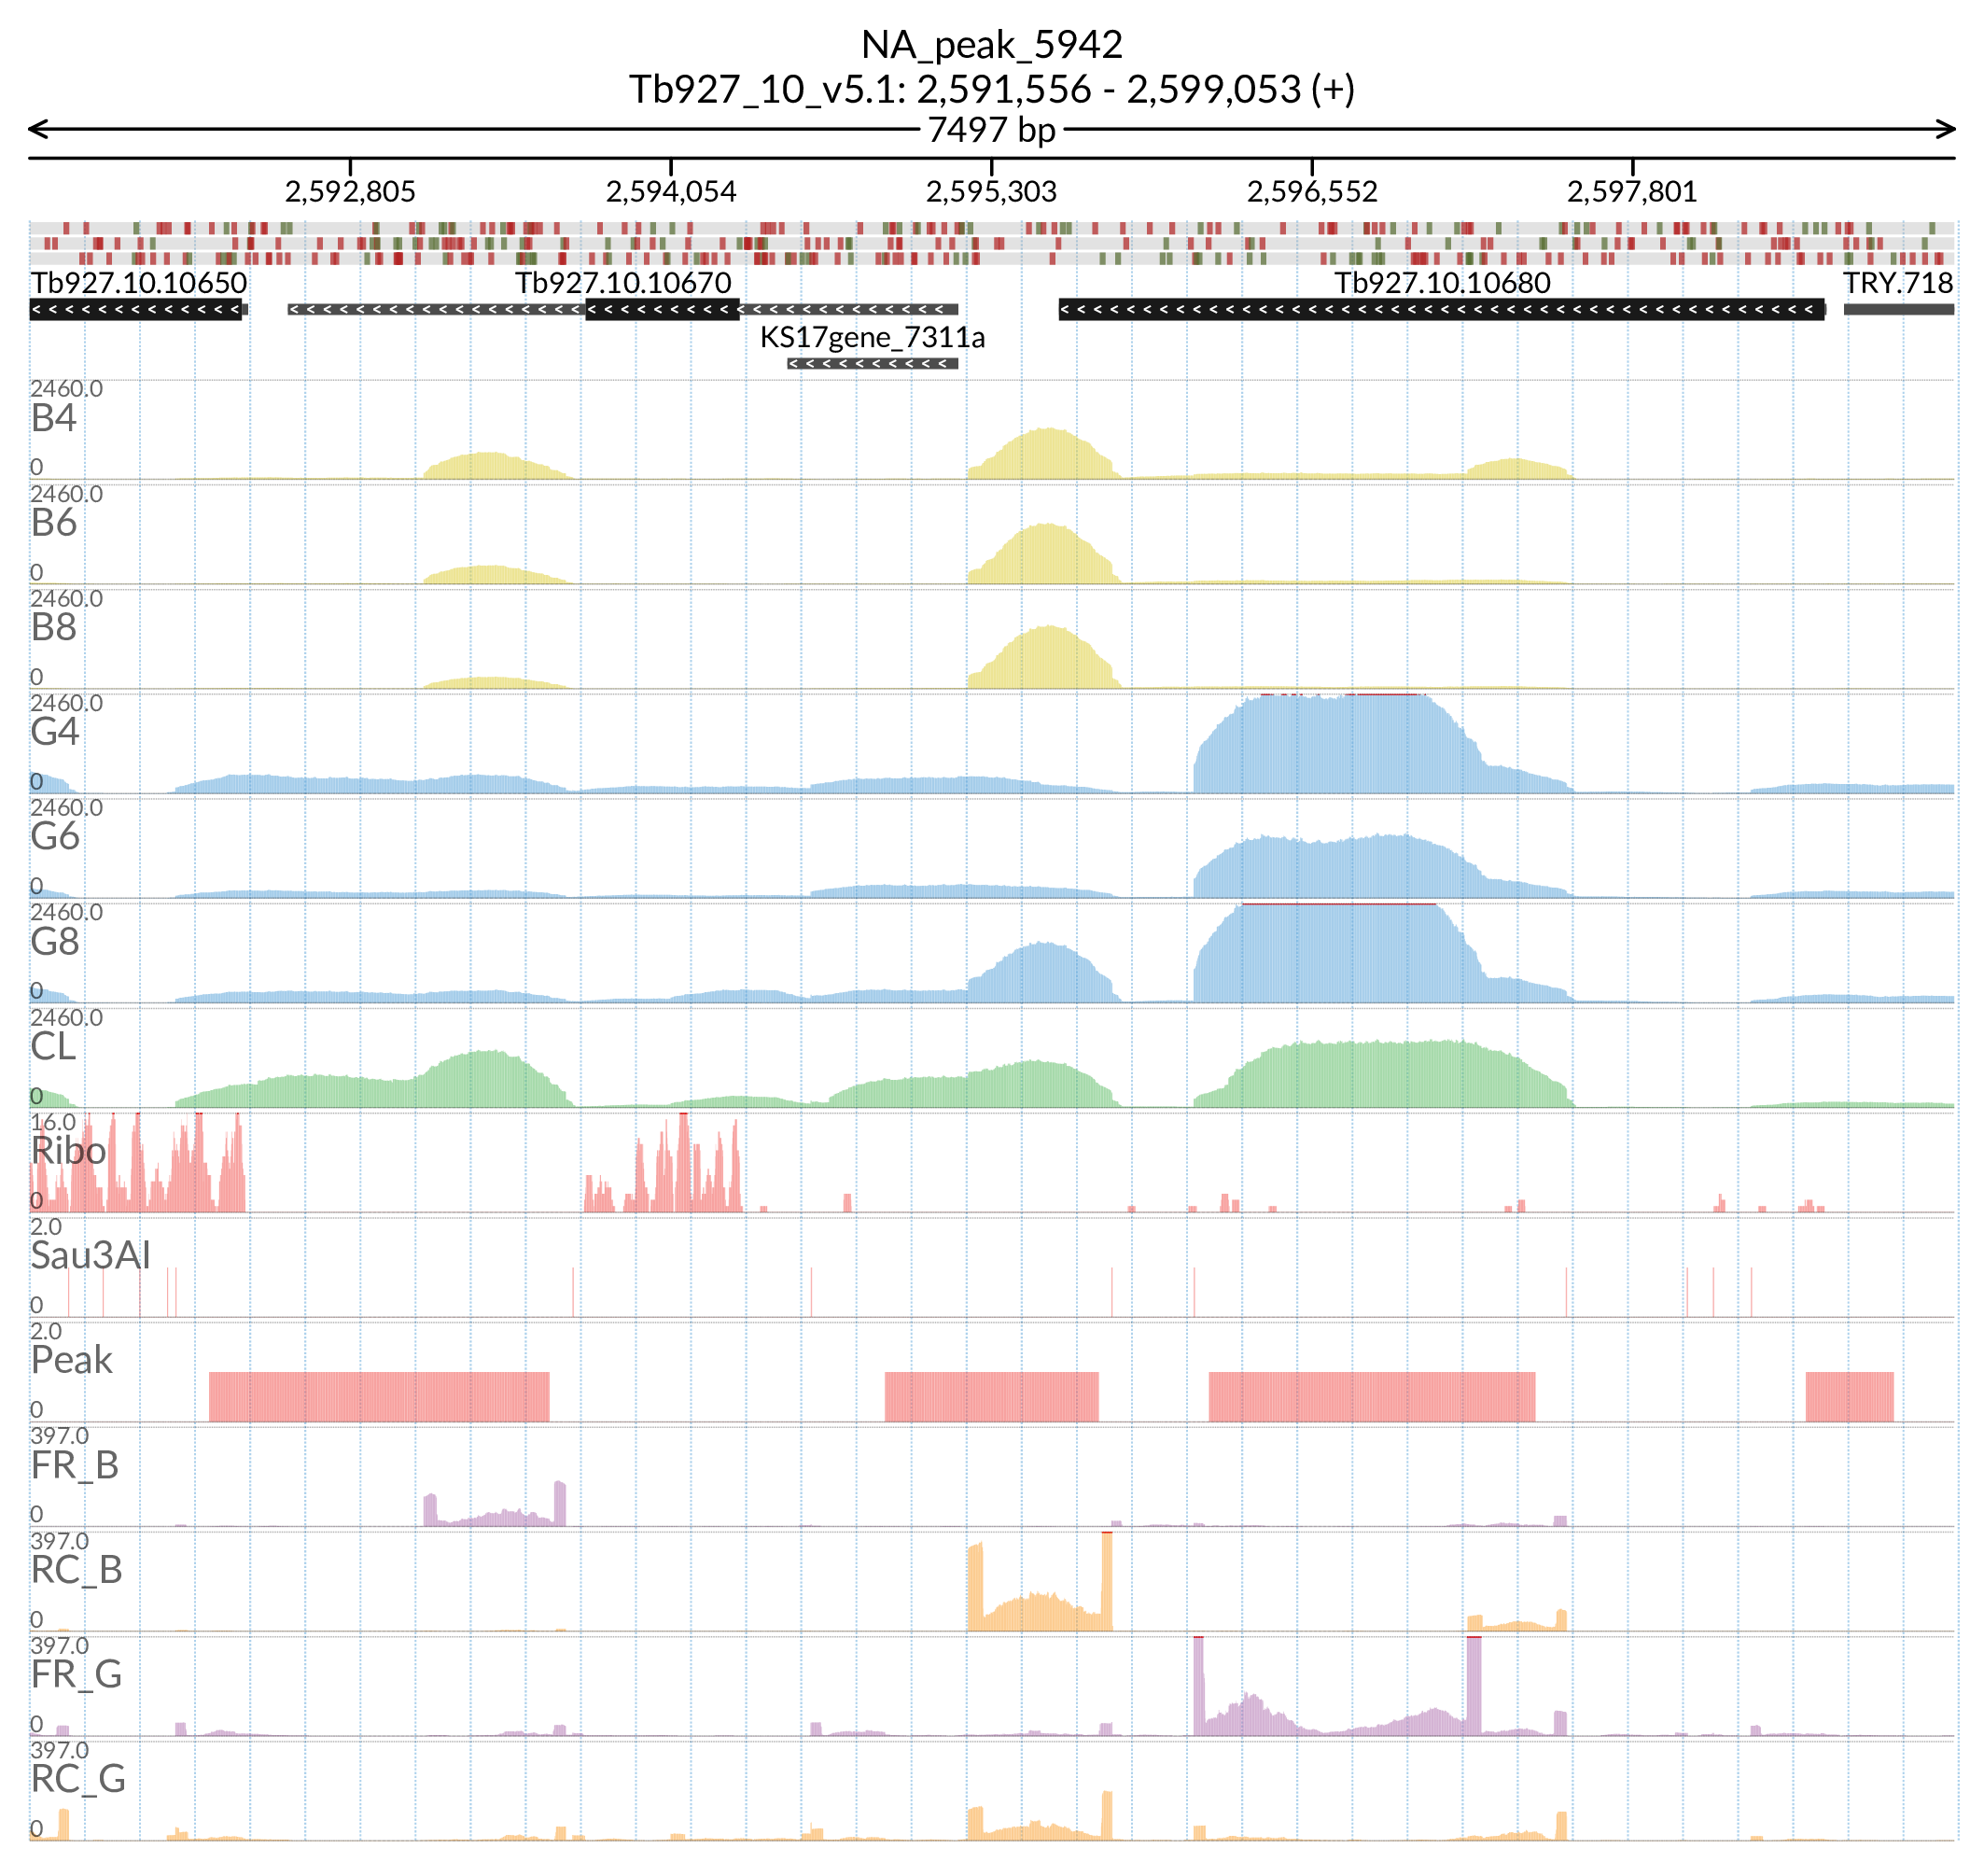 NA_peak_5942
Tb927_10_v5.1: 2,591,556 - 2,599,053 (+)
7497 bp
2,592,805 2,594,054 2,595,303 2,596,552 2,597,801
Tb927.10.10650 Tb927.10.10670 Tb927.10.10680 TRY.718
KS17gene_7311a
2460.0
B4
0
2460.0
B6
0
2460.0
B8
0
2460.0
G4
0
2460.0
G6
0
2460.0
G8
0
2460.0
CL
0
16.0
Ribo
0
2.0
Sau3AI
0
2.0
Peak
0
397.0
FR_B
0
397.0
RC_B
0
397.0
FR_G
0
397.0
RC_G
0